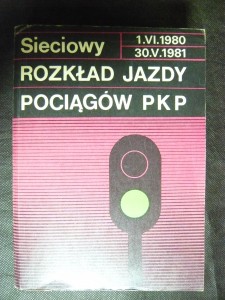 Sieciowy
1.VI.1980
30.V.1981
ROZKŁAD JAZDY
POCIĄGÓW PKP